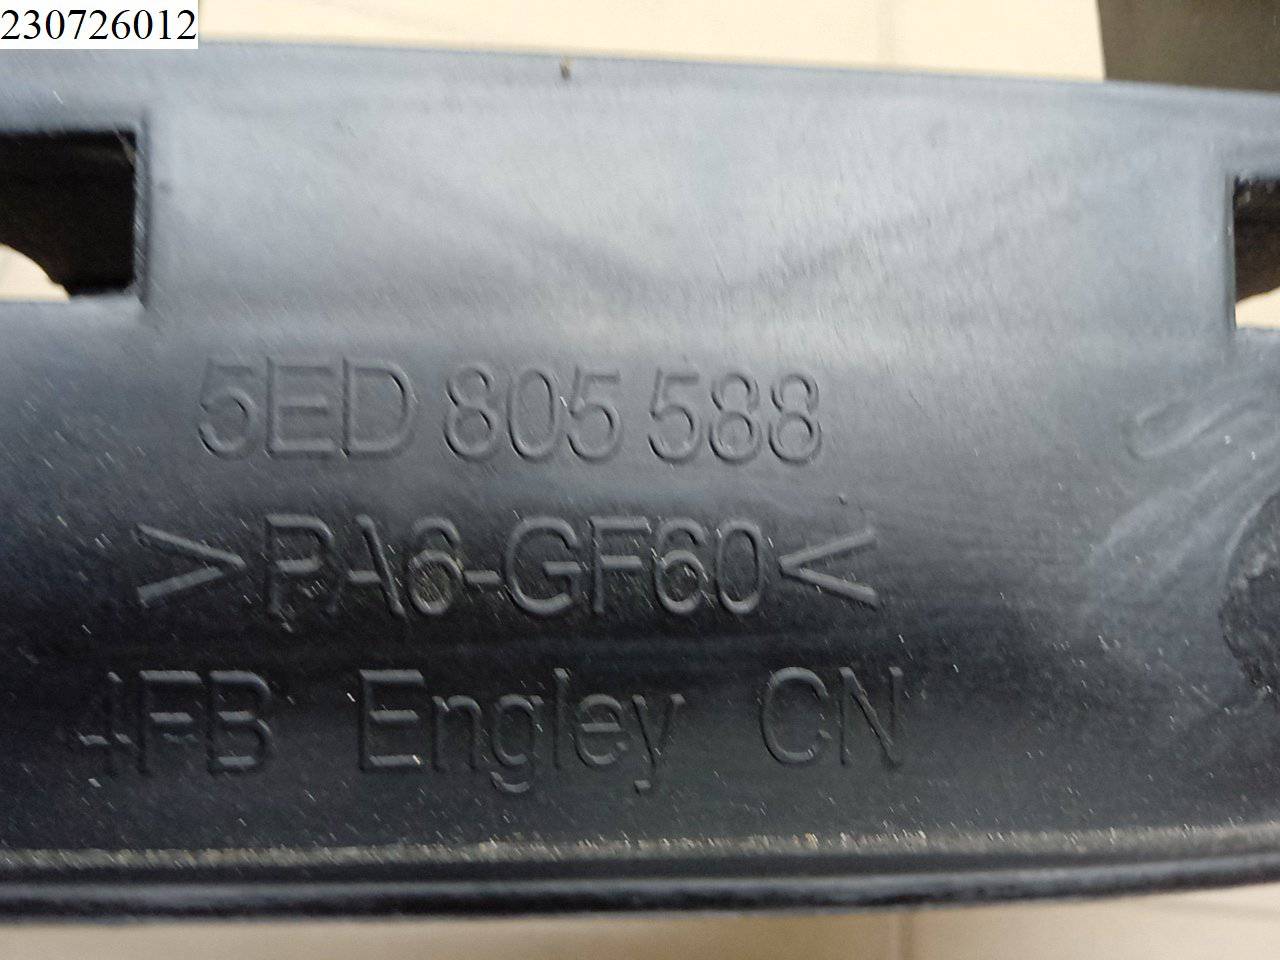 230726012
5ED 805 588
>PA6-GF60<
4FB Engley CN